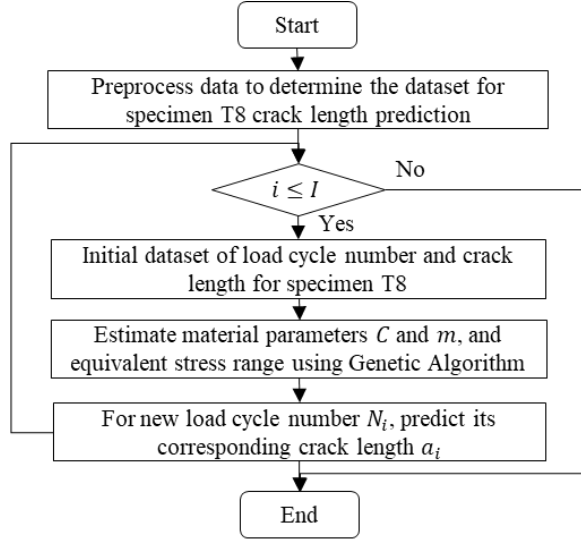 Start
Preprocess data to determine the dataset for
specimen T8 crack length prediction
No
i ≤ I
Yes
Initial dataset of load cycle number and crack
length for specimen T8
Estimate material parameters C and m, and
equivalent stress range using Genetic Algorithm
For new load cycle number Nᵢ, predict its
corresponding crack length aᵢ
End